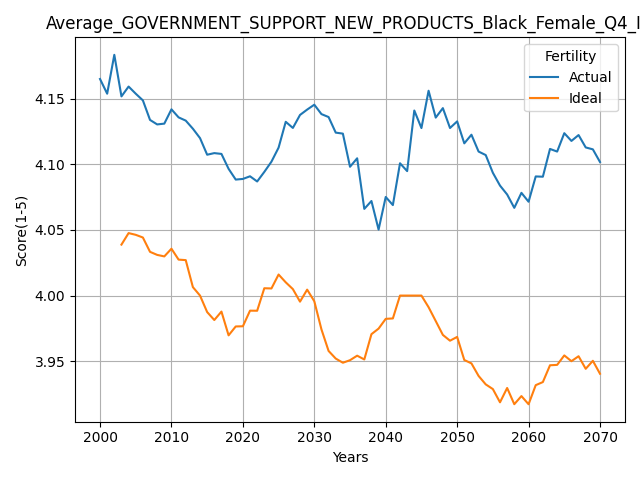 Average_GOVERNMENT_SUPPORT_NEW_PRODUCTS_Black_Female_Q4_I
Fertility
Actual
Ideal
Score(1-5)
4.15
4.10
4.05
4.00
3.95
2000 2010 2020 2030 2040 2050 2060 2070
Years